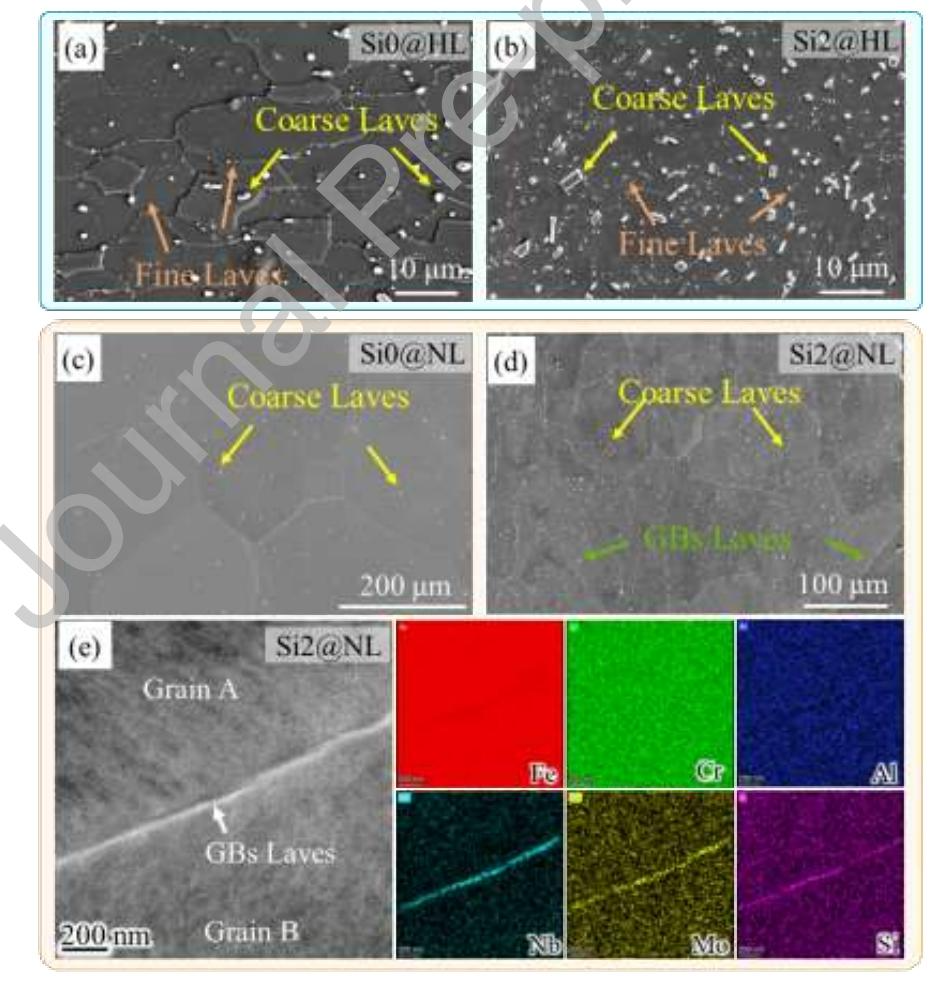 (a)
Si0@HL
Coarse Laves
Fine Laves
10 μm
(b)
Si2@HL
Coarse Laves
Fine Laves
10 μm
(c)
Si0@NL
Coarse Laves
200 μm
(d)
Si2@NL
Coarse Laves
GBs Laves
100 μm
(e)
Si2@NL
Grain A
GBs Laves
Grain B
200 nm
Fe
Cr
Al
Nb
Mo
Si
Journal Pre-p